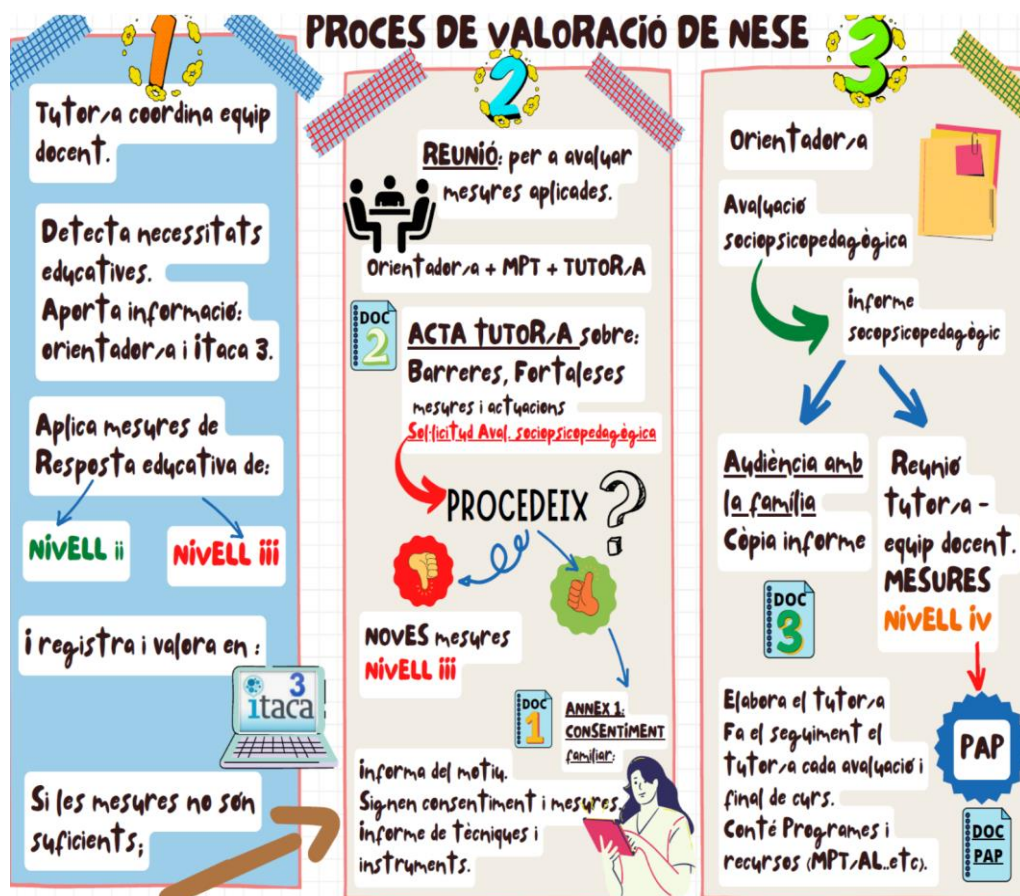 PROCES DE VALORACIÓ DE NESE
1
Tutor/a coordina equip
docent.
Detecta necessitats
educatives.
Aporta informació:
orientador/a i itaca 3.
Aplica mesures de
Resposta educativa de:
NIVELL ii
NIVELL iii
i registra i valora en :
3
itaca
Si les mesures no són
suficients;
2
REUNIÓ: per a avaluar
mesures aplicades.
Orientador/a + MPT + TUTOR/A
DOC
2
ACTA TUTOR/A sobre:
Barreres, Fortaleses
mesures i actuacions
Sol·licitud Aval. sociopsicopedagògica
PROCEDEIX ?
NOVES mesures
NIVELL iii
DOC
1
ANNEX 1:
CONSENTIMENT
familiar:
informa del motiu.
Signen consentiment i mesures.
informe de tècniques i
instruments.
3
Orientador/a
Avaluació
sociopsicopedagògica
informe
socopsicopedagògic
Audiència amb
la família
Còpia informe
DOC
3
Reunió
tutor/a -
equip docent.
MESURES
NIVELL iv
Elabora el tutor/a
Fa el seguiment el
tutor/a cada avaluació i
final de curs.
Conté Programes i
recursos (MPT/AL..etc).
PAP
DOC
PAP